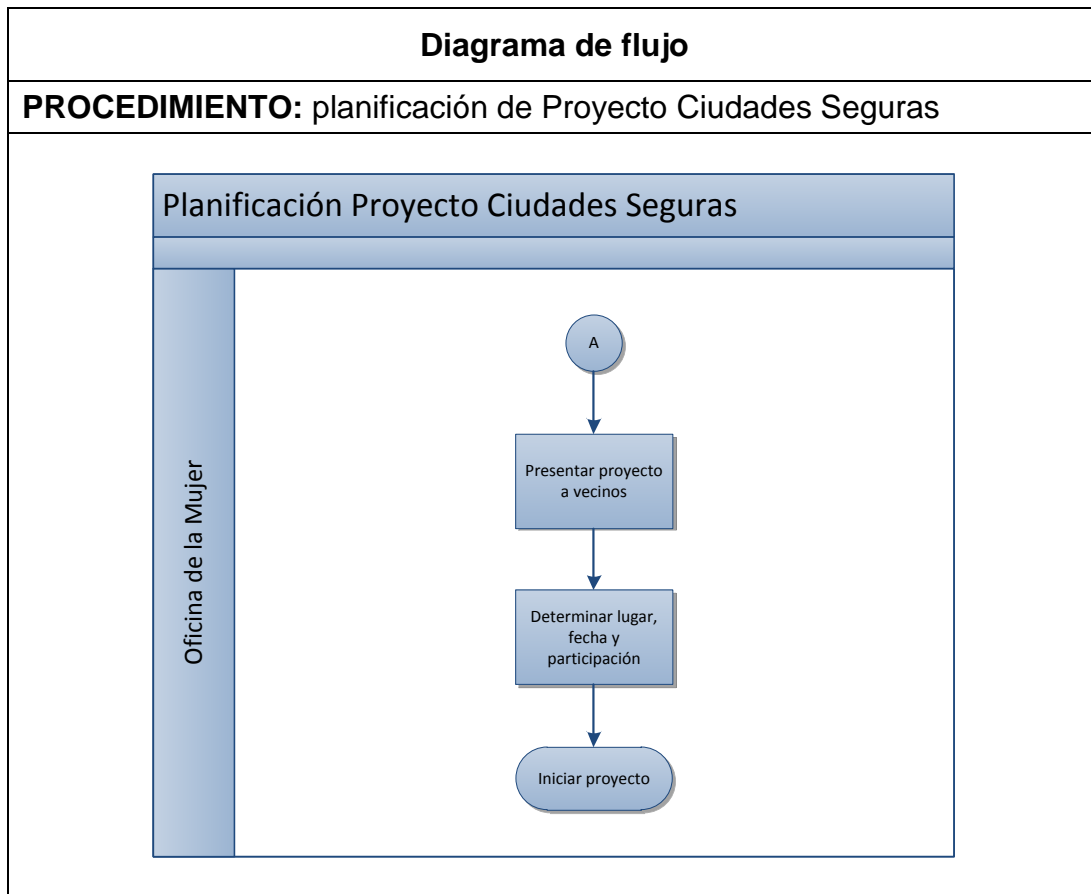 Diagrama de flujo
PROCEDIMIENTO: planificación de Proyecto Ciudades Seguras
Planificación Proyecto Ciudades Seguras
Oficina de la Mujer
A
Presentar proyecto
a vecinos
Determinar lugar,
fecha y
participación
Iniciar proyecto